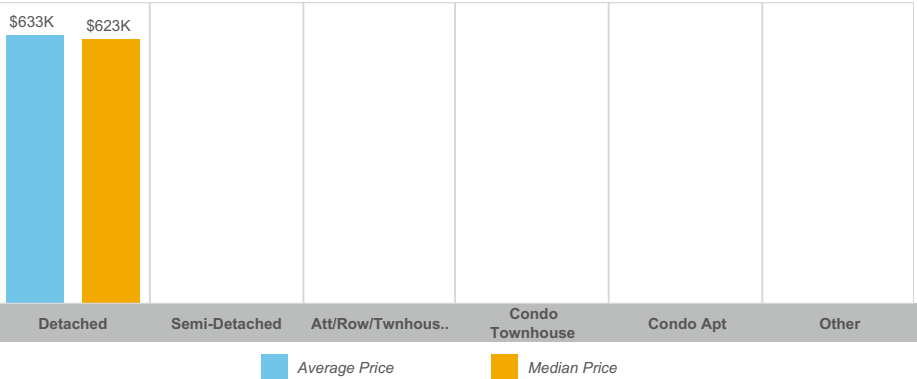 $633K
$623K
Detached
Semi-Detached
Att/Row/Twnhous..
Condo
Townhouse
Condo Apt
Other
Average Price
Median Price